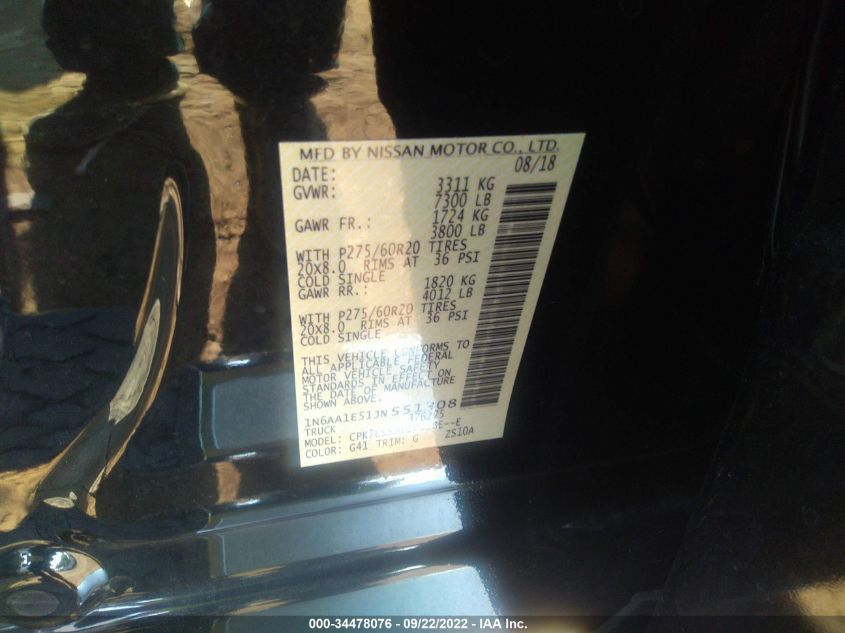 MFD BY NISSAN MOTOR CO., LTD.
DATE: 08/18
GVWR: 3311 KG
7300 LB
GAWR FR.: 1724 KG
3800 LB
WITH P275/60R20 TIRES
20X8.0 RIMS AT 36 PSI
COLD SINGLE
GAWR RR.: 1820 KG
4012 LB
WITH P275/60R20 TIRES
20X8.0 RIMS AT 36 PSI
COLD SINGLE
THIS VEHICLE CONFORMS TO
ALL APPLICABLE FEDERAL
MOTOR VEHICLE SAFETY
STANDARDS IN EFFECT ON
THE DATE OF MANUFACTURE
SHOWN ABOVE.
1N6AA1E51JN
TRUCK
MODEL:
COLOR: G41 TRIM: G ZS10A
000-34478076 - 09/22/2022 - IAA Inc.